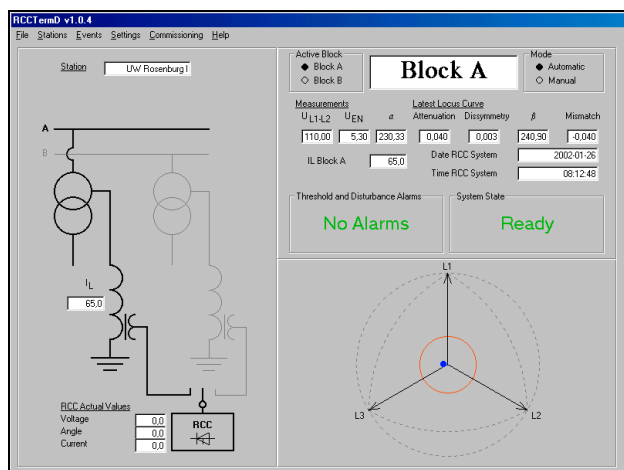 RCCTermD v1.0.4
File Stations Events Settings Commissioning Help
Station UW Rosenburg I
A
B
I L
65,0
RCC Actual Values
Voltage 0,0
Angle 0,0
Current 0,0
RCC
Active Block
Block A
Block B
Block A
Mode
Automatic
Manual
Measurements Latest Locus Curve
U L1-L2 U EN α Attenuation Dissymmetry β Mismatch
110,00 5,30 230,33 0,040 0,003 240,90 -0,040
IL Block A 65,0 Date RCC System 2002-01-26
Time RCC System 08:12:48
Threshold and Disturbance Alarms System State
No Alarms Ready
L1
L3 L2